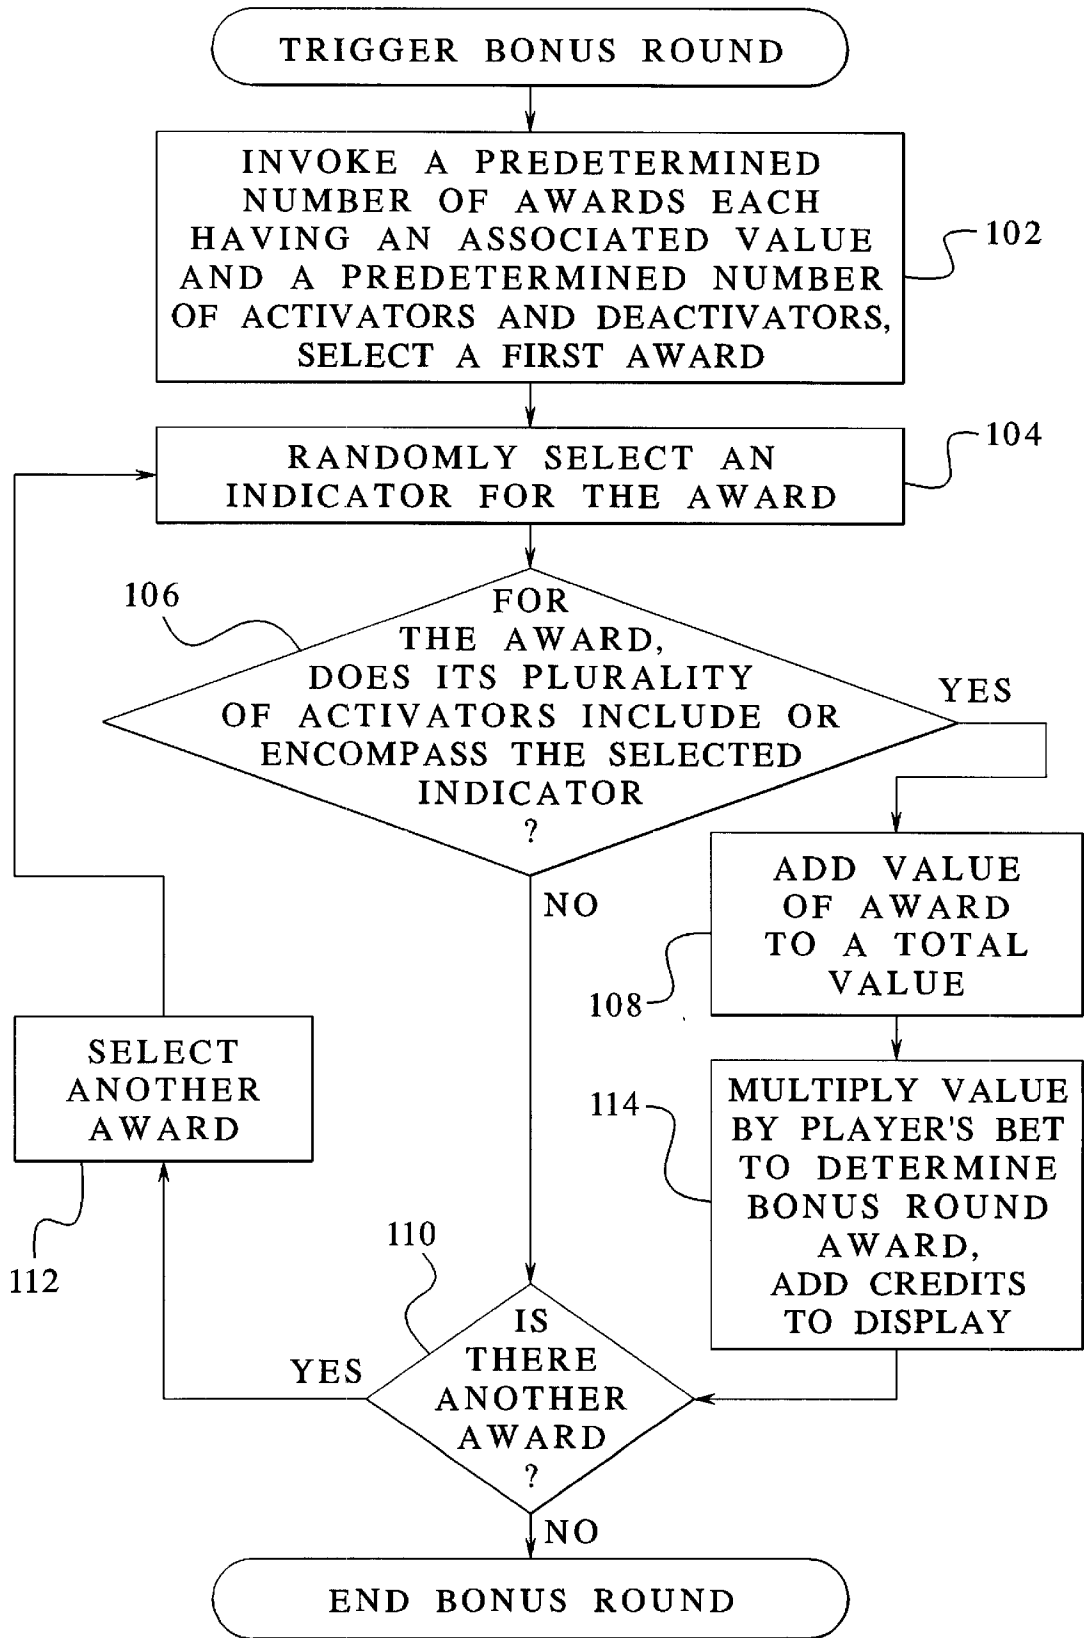 TRIGGER BONUS ROUND
INVOKE A PREDETERMINED
NUMBER OF AWARDS EACH
HAVING AN ASSOCIATED VALUE
AND A PREDETERMINED NUMBER
OF ACTIVATORS AND DEACTIVATORS,
SELECT A FIRST AWARD
102
RANDOMLY SELECT AN
INDICATOR FOR THE AWARD
104
106
FOR
THE AWARD,
DOES ITS PLURALITY
OF ACTIVATORS INCLUDE OR
ENCOMPASS THE SELECTED
INDICATOR
?
YES
NO
ADD VALUE
OF AWARD
TO A TOTAL
VALUE
108
MULTIPLY VALUE
BY PLAYER'S BET
TO DETERMINE
BONUS ROUND
AWARD,
ADD CREDITS
TO DISPLAY
114
SELECT
ANOTHER
AWARD
112
110
IS
THERE
ANOTHER
AWARD
?
YES
NO
END BONUS ROUND